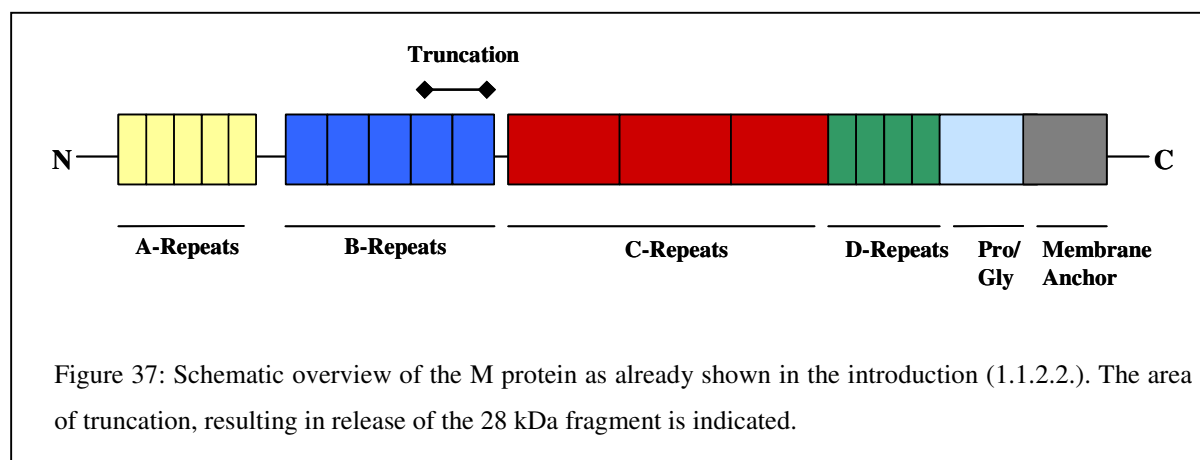 Truncation
N
C
A-Repeats
B-Repeats
C-Repeats
D-Repeats
Pro/
Gly
Membrane
Anchor
Figure 37: Schematic overview of the M protein as already shown in the introduction (1.1.2.2.). The area
of truncation, resulting in release of the 28 kDa fragment is indicated.